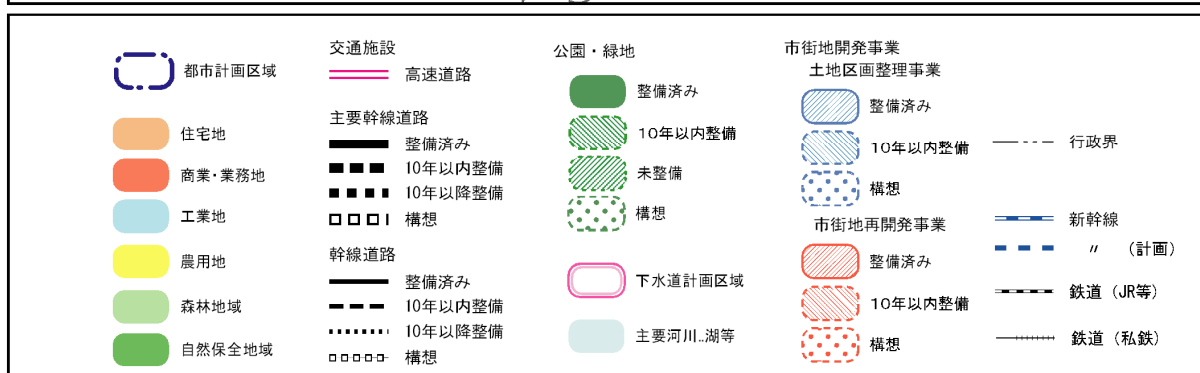 都市計画区域
住宅地
商業・業務地
工業地
農用地
森林地域
自然保全地域
交通施設
高速道路
主要幹線道路
整備済み
10年以内整備
10年以降整備
構想
幹線道路
整備済み
10年以内整備
10年以降整備
構想
公園・緑地
整備済み
10年以内整備
未整備
構想
下水道計画区域
主要河川..湖等
市街地開発事業
土地区画整理事業
整備済み
10年以内整備
構想
市街地再開発事業
整備済み
10年以内整備
構想
行政界
新幹線
〃 (計画)
鉄道(JR等)
鉄道(私鉄)